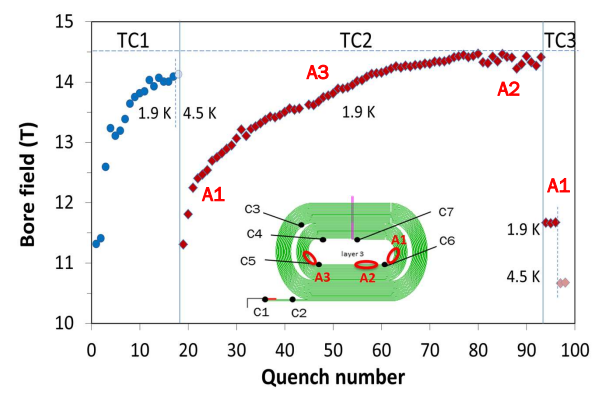 15
14
13
12
11
10
Bore field (T)
TC1
TC2
TC3
A3
A2
A1
A1
1.9 K
4.5 K
1.9 K
1.9 K
4.5 K
C3
C4
C5
C7
C6
A1
layer 3
A3
A2
C1
C2
0 10 20 30 40 50 60 70 80 90 100
Quench number